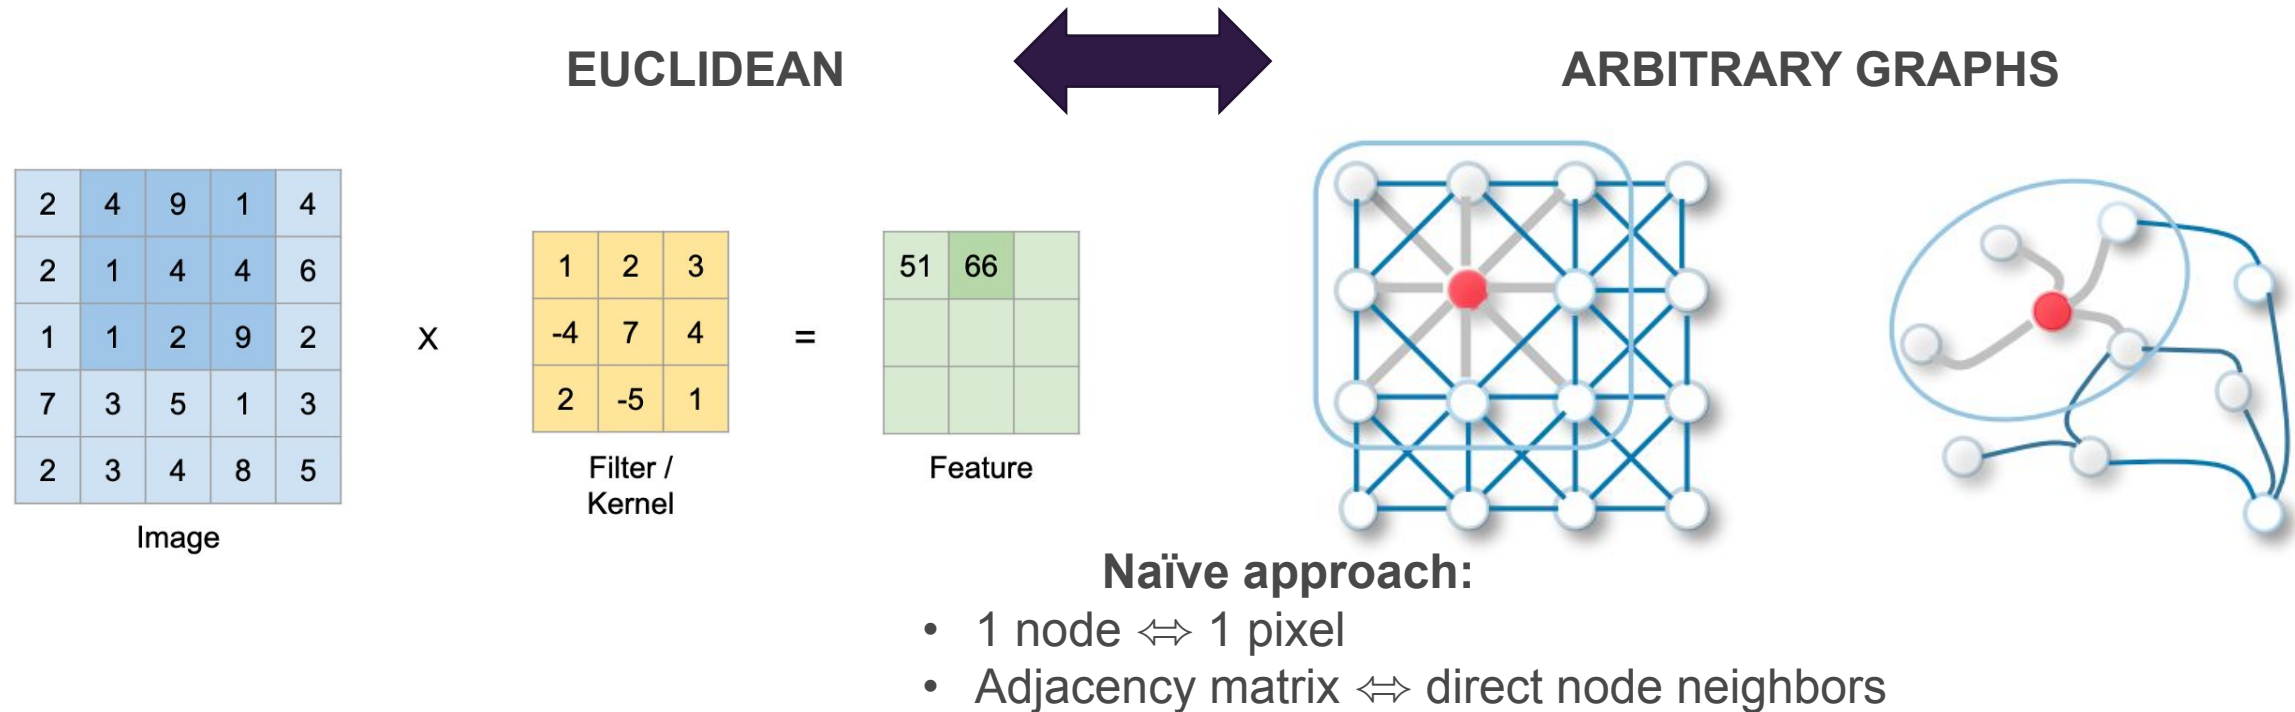 EUCLIDEAN
ARBITRARY GRAPHS
2 4 9 1 4
2 1 4 4 6
1 1 2 9 2
7 3 5 1 3
2 3 4 8 5
Image
x
1 2 3
-4 7 4
2 -5 1
Filter /
Kernel
=
51 66
Feature
Naïve approach:
• 1 node ⇔ 1 pixel
• Adjacency matrix ⇔ direct node neighbors